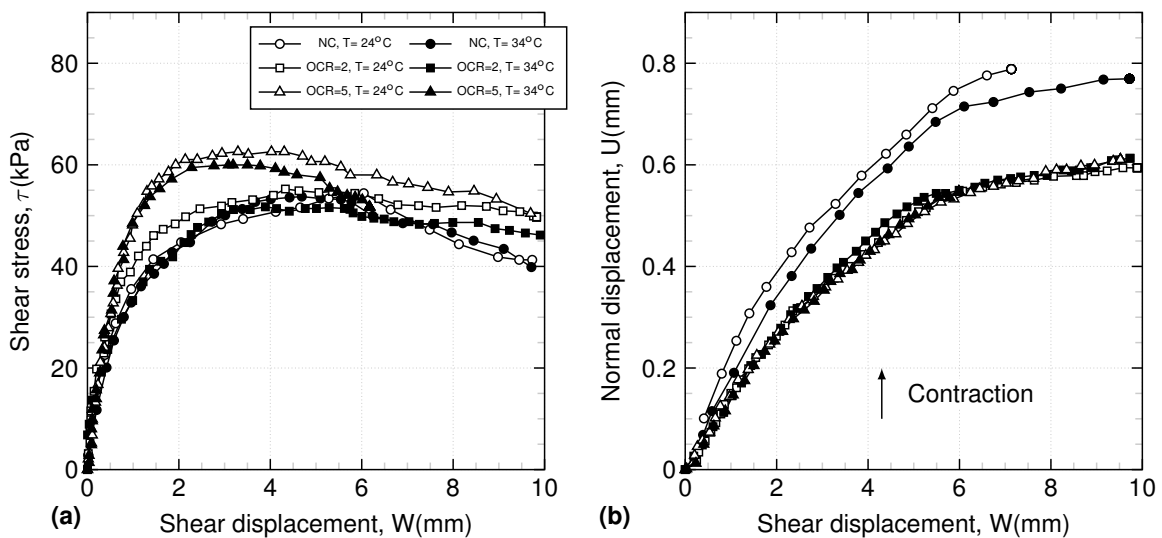 NC, T= 24°C NC, T= 34°C
OCR=2, T= 24°C OCR=2, T= 34°C
OCR=5, T= 24°C OCR=5, T= 34°C
Shear stress, τ(kPa)
80
60
40
20
0
0 2 4 6 8 10
(a) Shear displacement, W(mm)
Normal displacement, U(mm)
0.8
0.6
0.4
0.2
0
Contraction
0 2 4 6 8 10
(b) Shear displacement, W(mm)